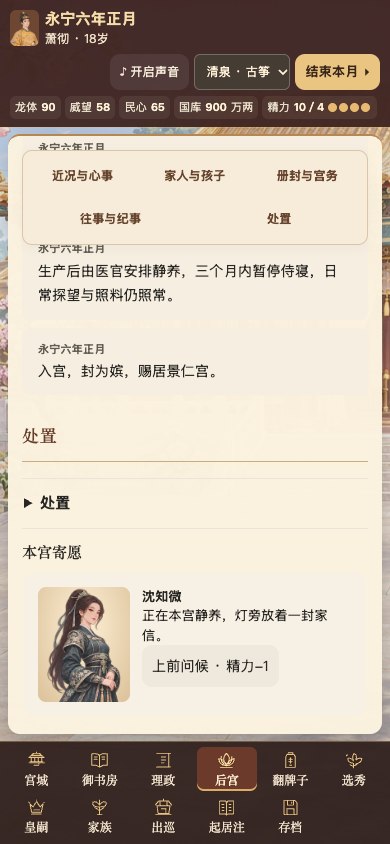 永宁六年正月
萧彻 · 18岁
♪ 开启声音
清泉 · 古筝
结束本月 ›
龙体 90
威望 58
民心 65
国库 900 万两
精力 10 / 4
永宁六年正月
近况与心事
家人与孩子
册封与宫务
往事与纪事
处置
永宁六年正月
生产后由医官安排静养，三个月内暂停侍寝，日
常探望与照料仍照常。
永宁六年正月
入宫，封为嫔，赐居景仁宫。
处置
▶ 处置
本宫寄愿
沈知微
正在本宫静养，灯旁放着一封家
信。
上前问候 · 精力−1
宫城
御书房
理政
后宫
翻牌子
选秀
皇嗣
家族
出巡
起居注
存档